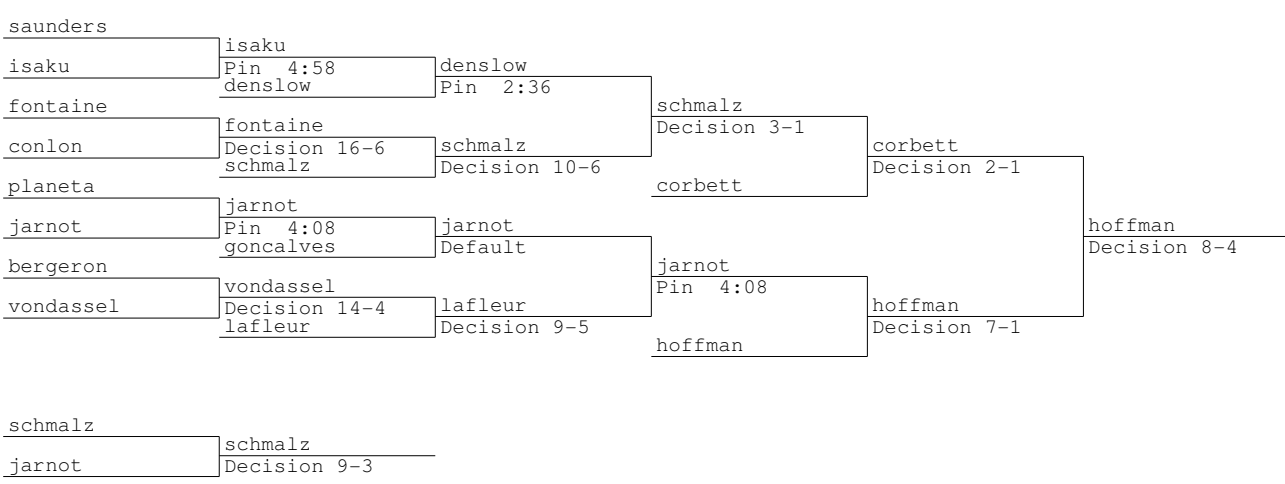 saunders
isaku
isaku
Pin 4:58
denslow
denslow
Pin 2:36
fontaine
schmalz
fontaine
Decision 3-1
conlon
Decision 16-6
schmalz
corbett
schmalz
Decision 10-6
Decision 2-1
planeta
corbett
jarnot
jarnot
Pin 4:08
jarnot
hoffman
goncalves
Default
Decision 8-4
bergeron
jarnot
vondassel
Pin 4:08
vondassel
Decision 14-4
lafleur
hoffman
lafleur
Decision 9-5
Decision 7-1
hoffman
schmalz
schmalz
jarnot
Decision 9-3